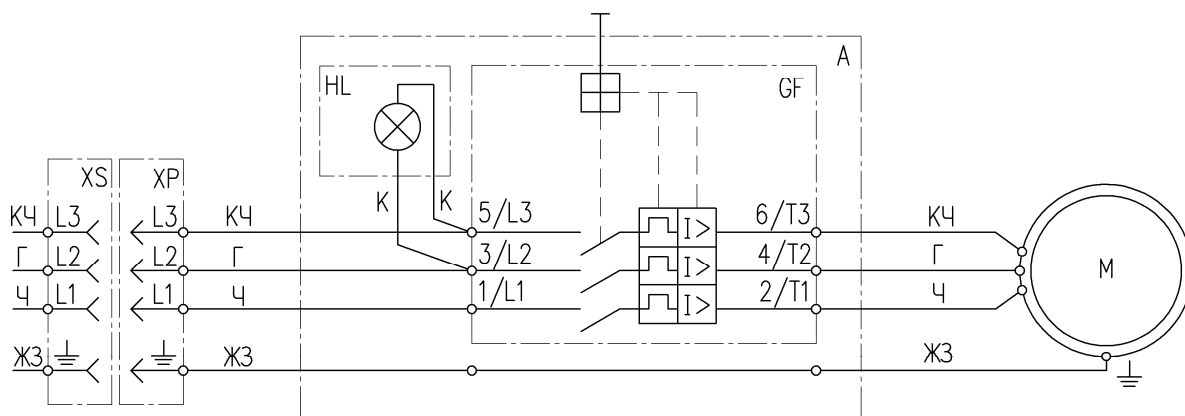 A
HL
GF
XS
XP
К
К
КЧ
L3
L3
КЧ
5/L3
I>
6/T3
КЧ
Г
L2
L2
Г
3/L2
I>
4/T2
Г
М
Ч
L1
L1
Ч
1/L1
I>
2/T1
Ч
ЖЗ
ЖЗ
ЖЗ